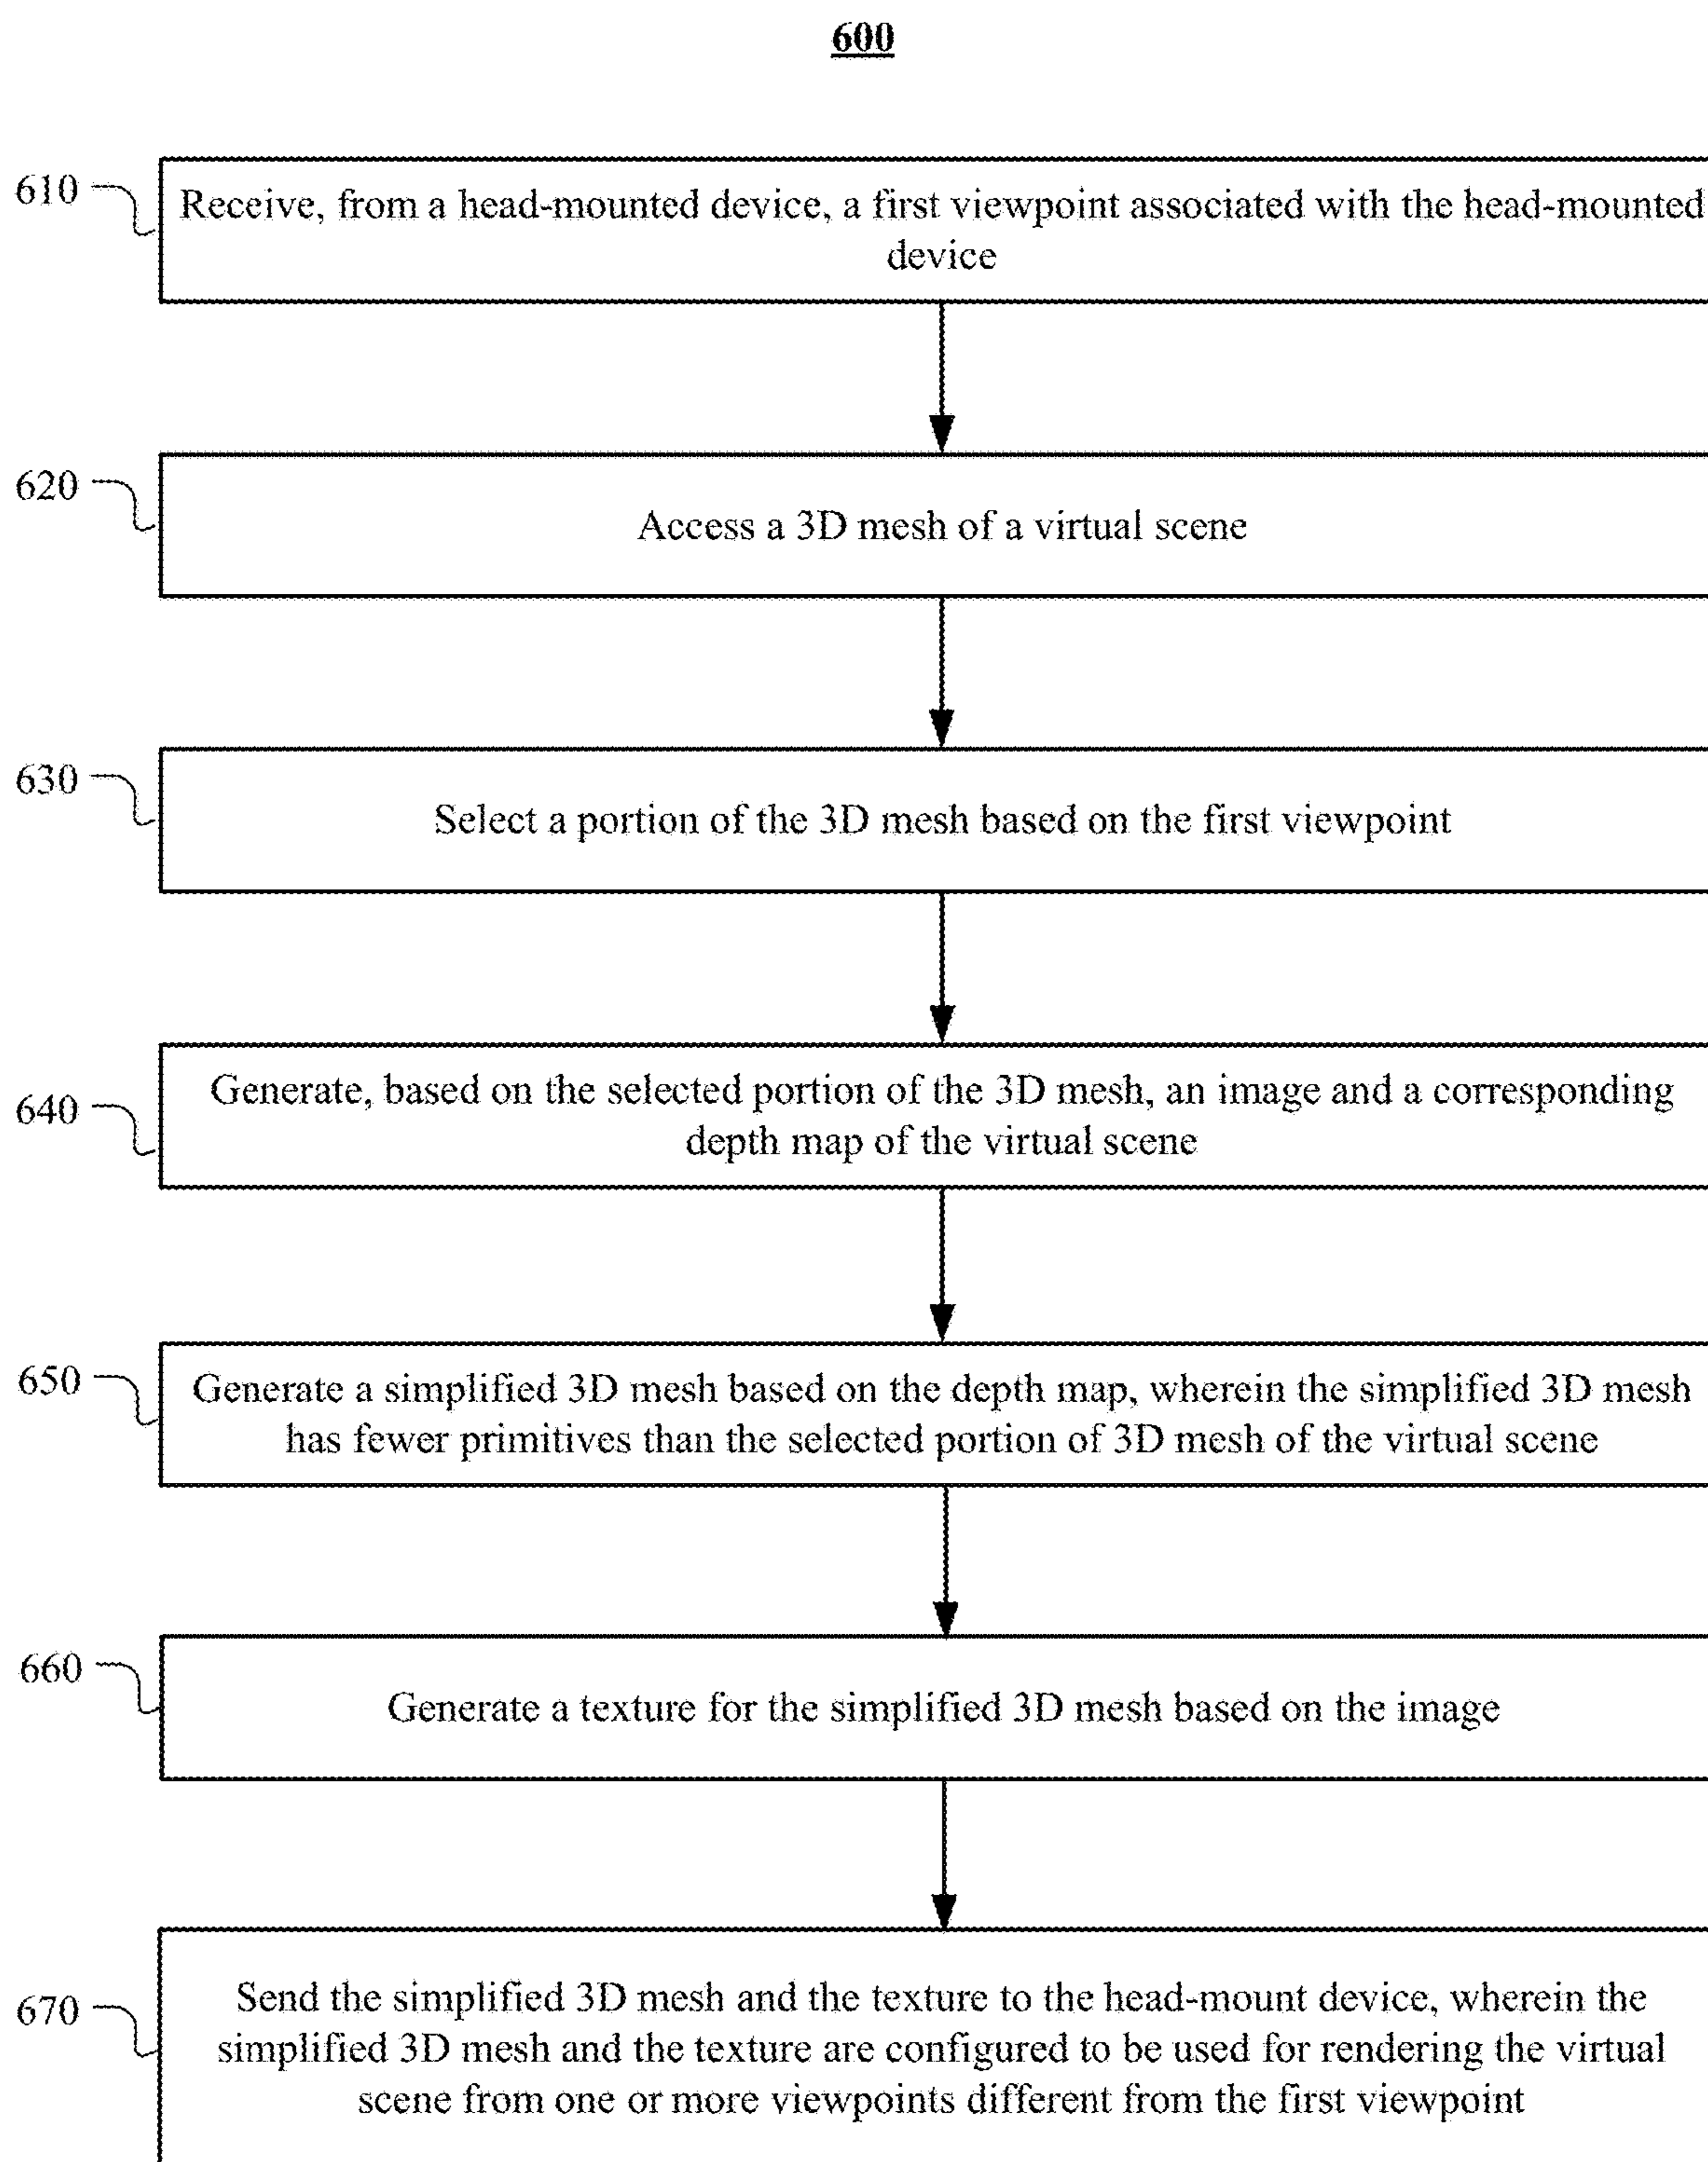 600
610
Receive, from a head-mounted device, a first viewpoint associated with the head-mounted
device
620
Access a 3D mesh of a virtual scene
630
Select a portion of the 3D mesh based on the first viewpoint
640
Generate, based on the selected portion of the 3D mesh, an image and a corresponding
depth map of the virtual scene
650
Generate a simplified 3D mesh based on the depth map, wherein the simplified 3D mesh
has fewer primitives than the selected portion of 3D mesh of the virtual scene
660
Generate a texture for the simplified 3D mesh based on the image
670
Send the simplified 3D mesh and the texture to the head-mount device, wherein the
simplified 3D mesh and the texture are configured to be used for rendering the virtual
scene from one or more viewpoints different from the first viewpoint